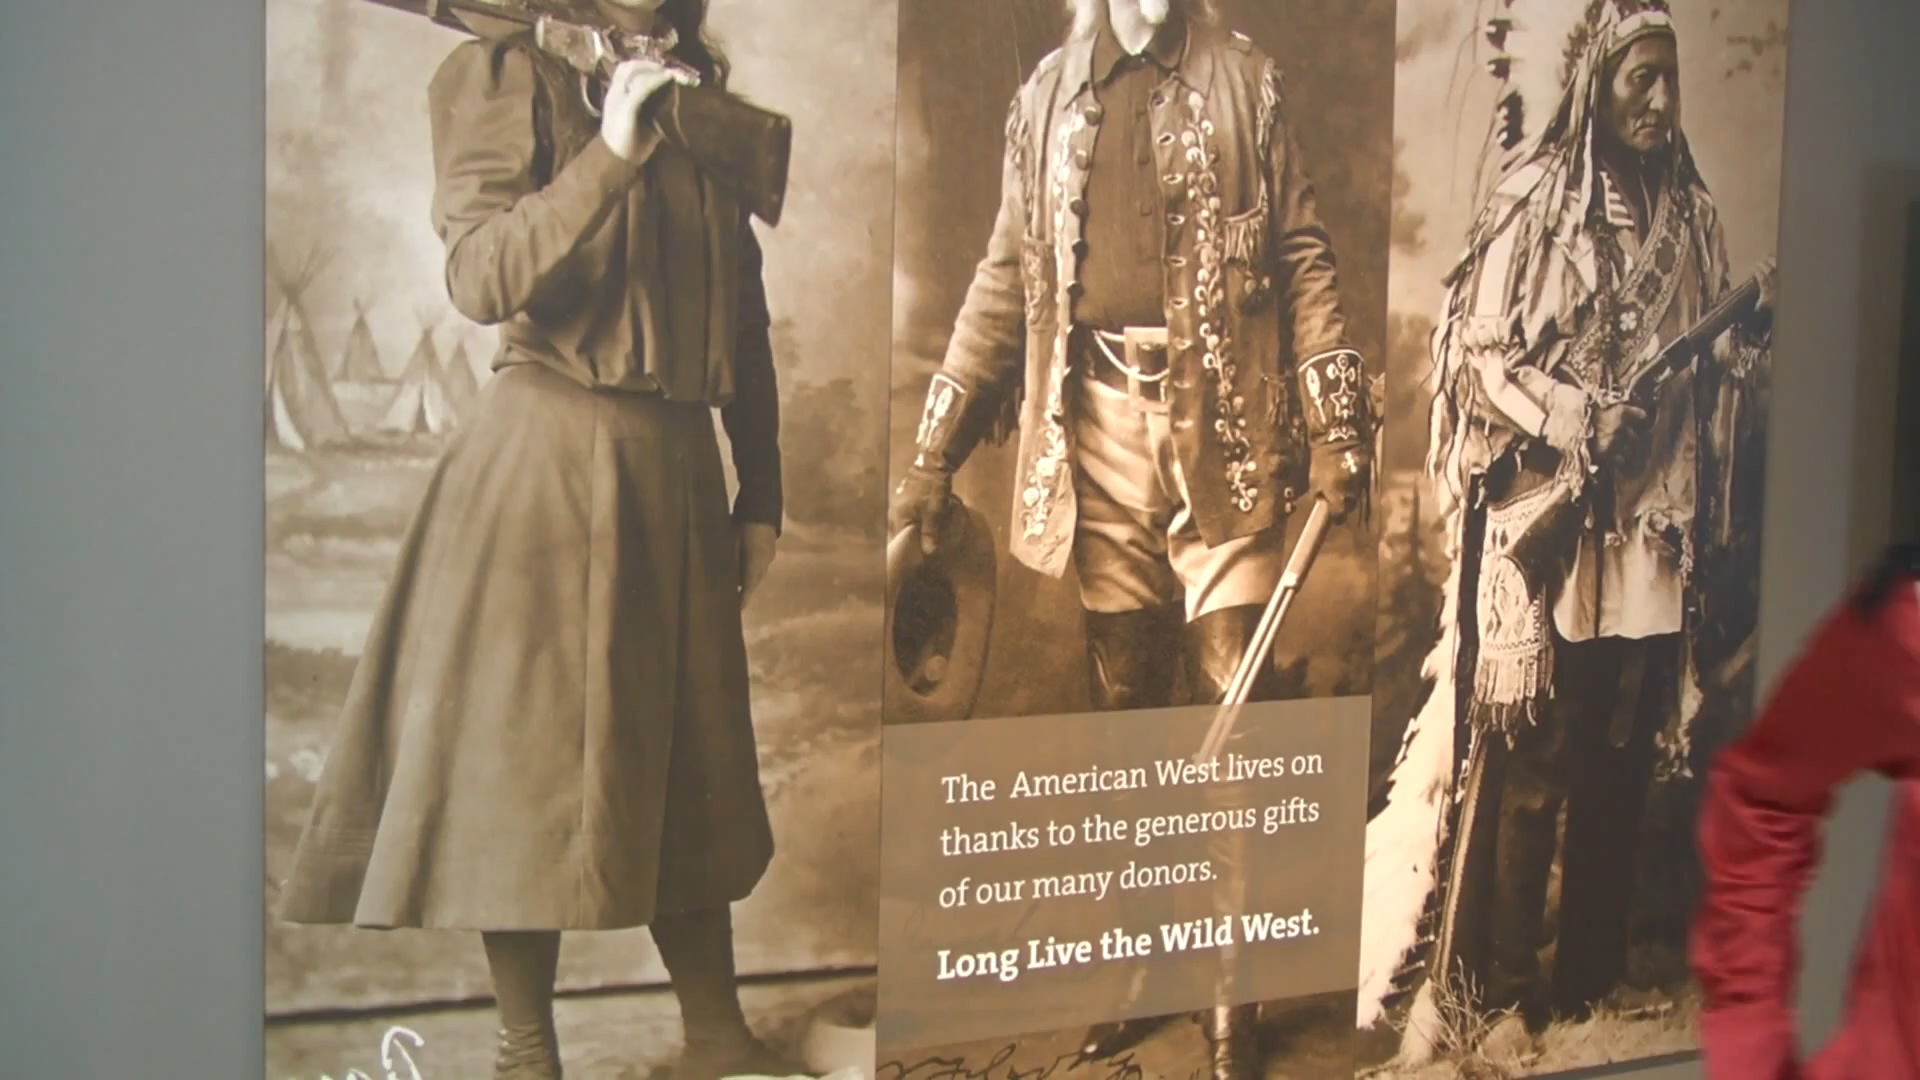 The American West lives on
thanks to the generous gifts
of our many donors.
Long Live the Wild West.